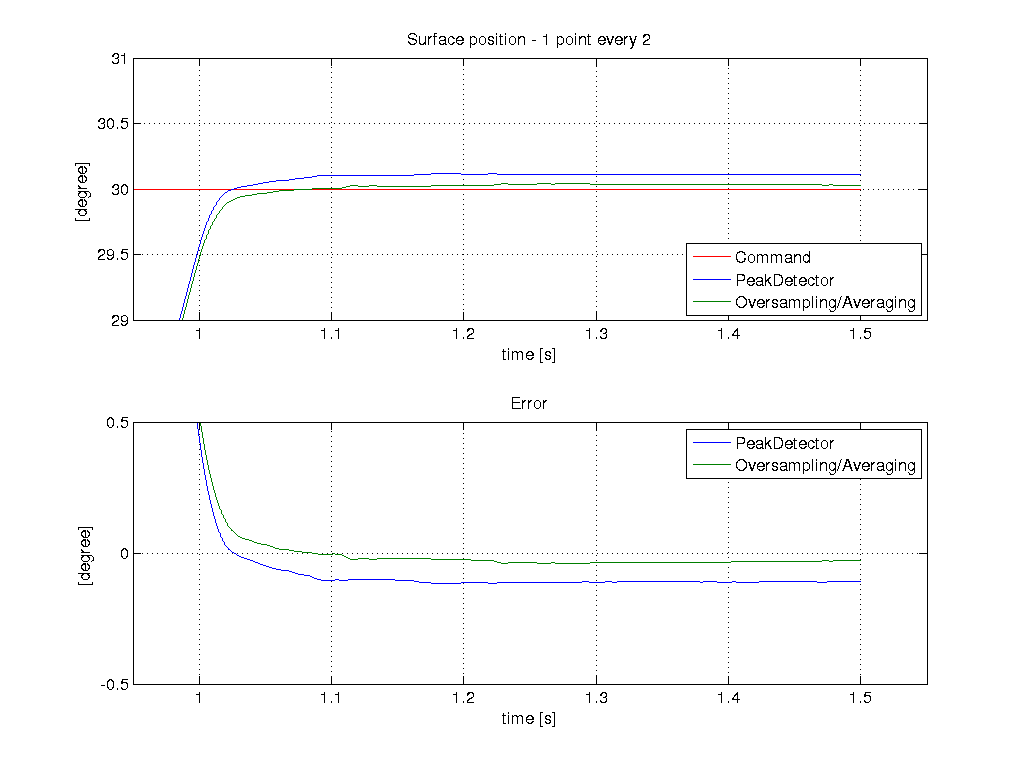 Surface position - 1 point every 2
31
30.5
30
29.5
29
[degree]
Command
PeakDetector
Oversampling/Averaging
1
1.1
1.2
1.3
1.4
1.5
time [s]
Error
0.5
0
-0.5
[degree]
PeakDetector
Oversampling/Averaging
1
1.1
1.2
1.3
1.4
1.5
time [s]